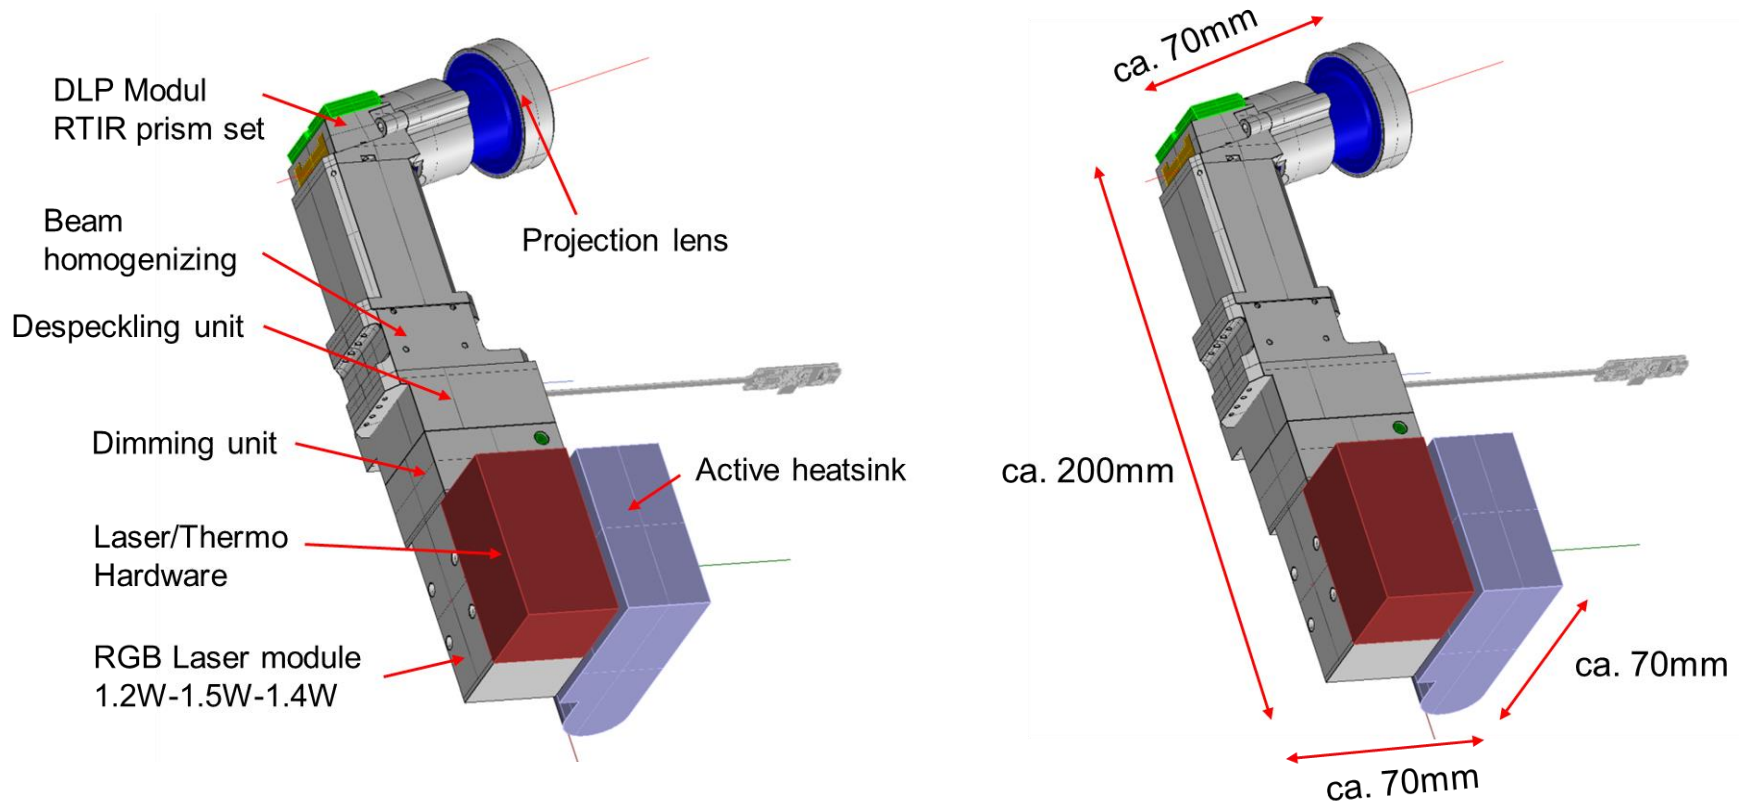 DLP Modul
RTIR prism set
Beam
homogenizing
Despeckling unit
Dimming unit
Laser/Thermo
Hardware
RGB Laser module
1.2W-1.5W-1.4W
Projection lens
Active heatsink
ca. 70mm
ca. 200mm
ca. 70mm
ca. 70mm